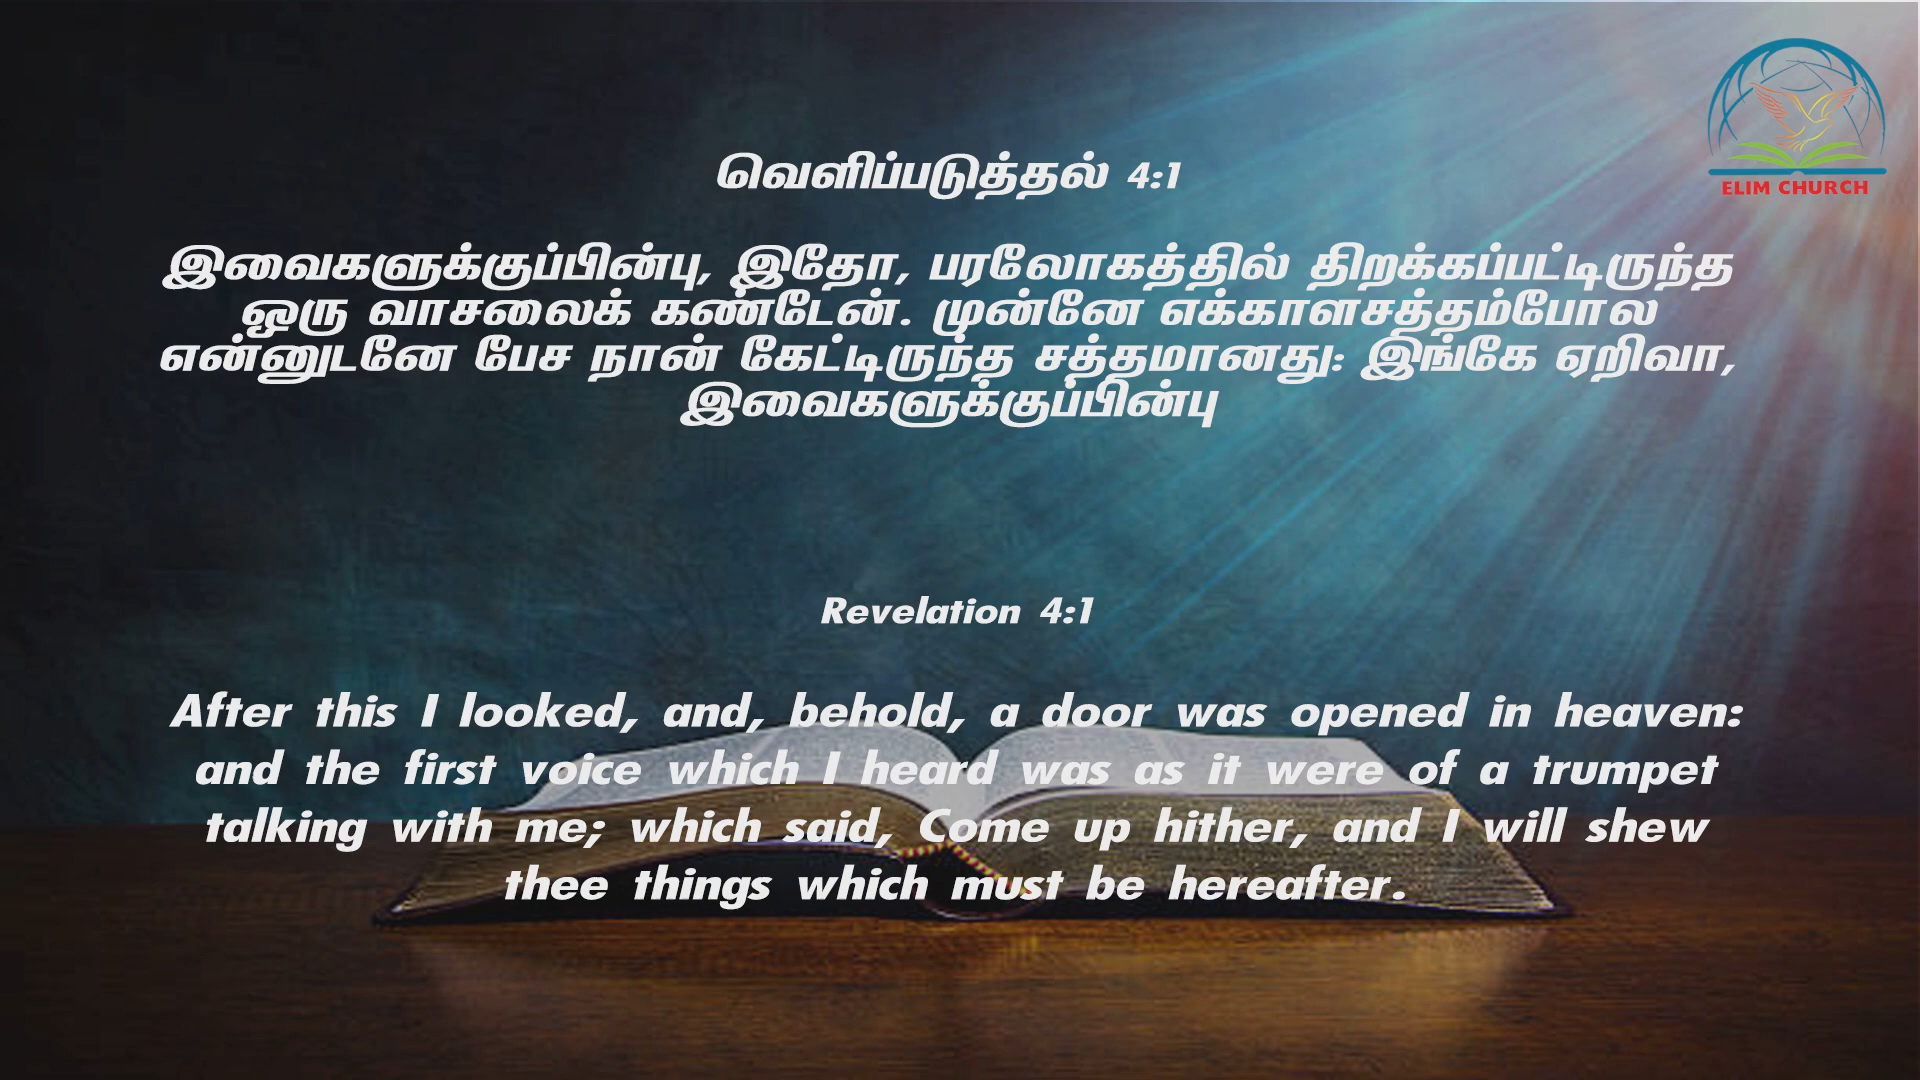 ELIM CHURCH
வெளிப்படுத்தல் 4:1
இவைகளுக்குப்பின்பு, இதோ, பரலோகத்தில் திறக்கப்பட்டிருந்த
ஒரு வாசலைக் கண்டேன். முன்னே எக்காளசத்தம்போல
என்னுடனே பேச நான் கேட்டிருந்த சத்தமானது: இங்கே ஏறிவா,
இவைகளுக்குப்பின்பு
Revelation 4:1
After this I looked, and, behold, a door was opened in heaven:
and the first voice which I heard was as it were of a trumpet
talking with me; which said, Come up hither, and I will shew
thee things which must be hereafter.